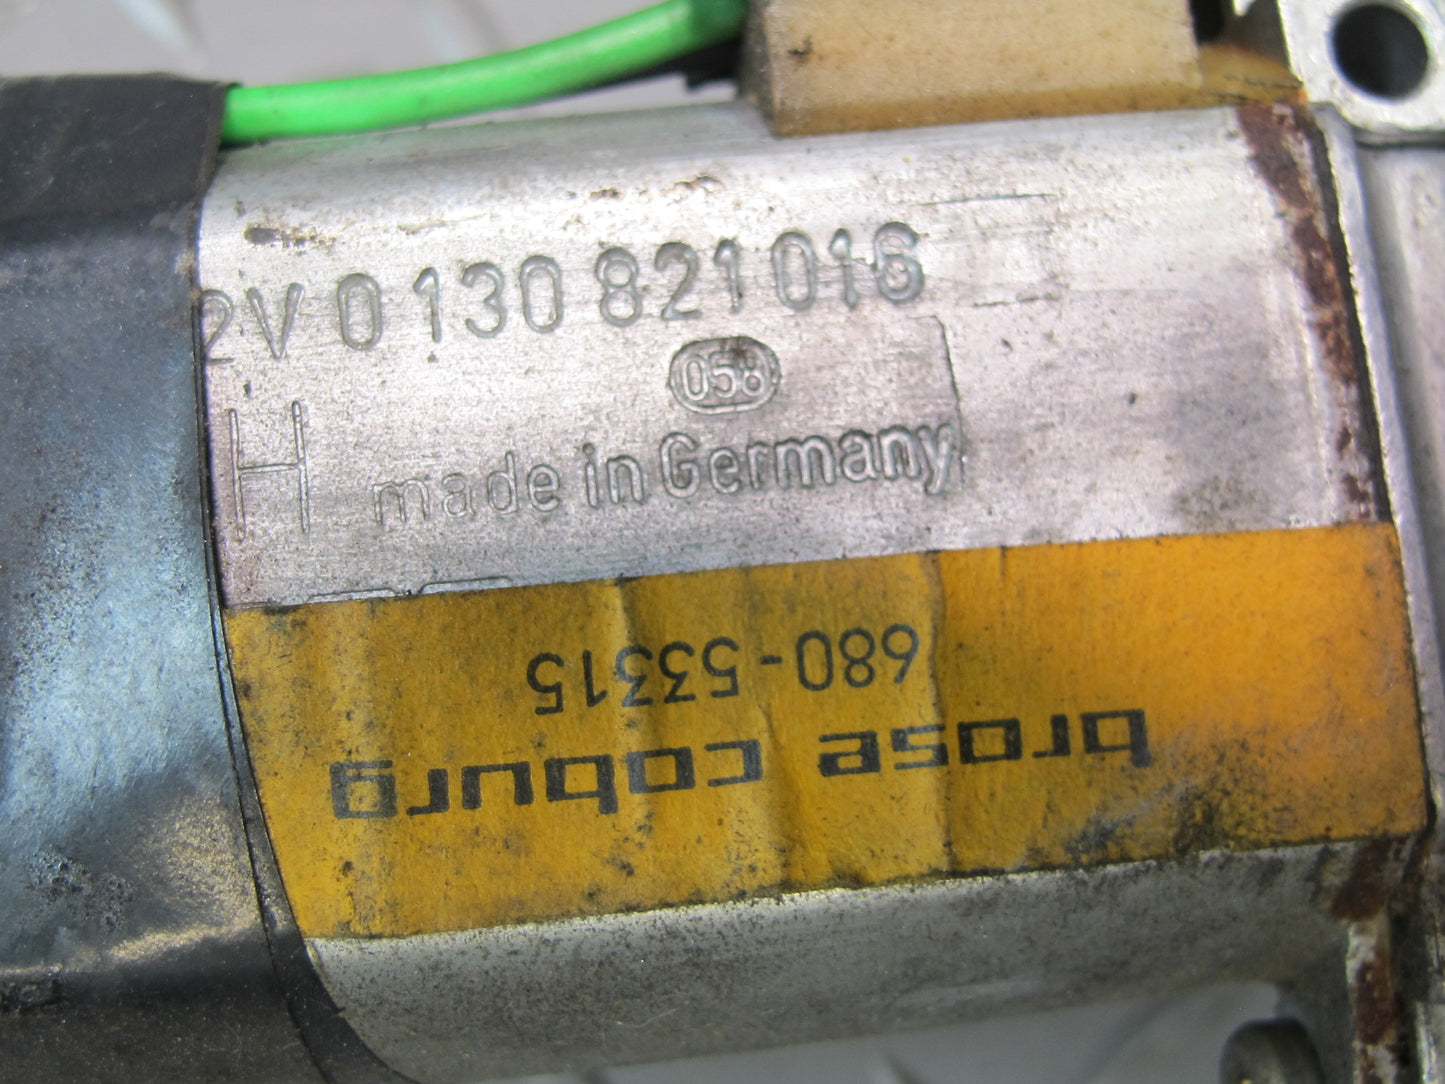 2V 0 130 821 016
058
H made in Germany
brose coburg
680-53315